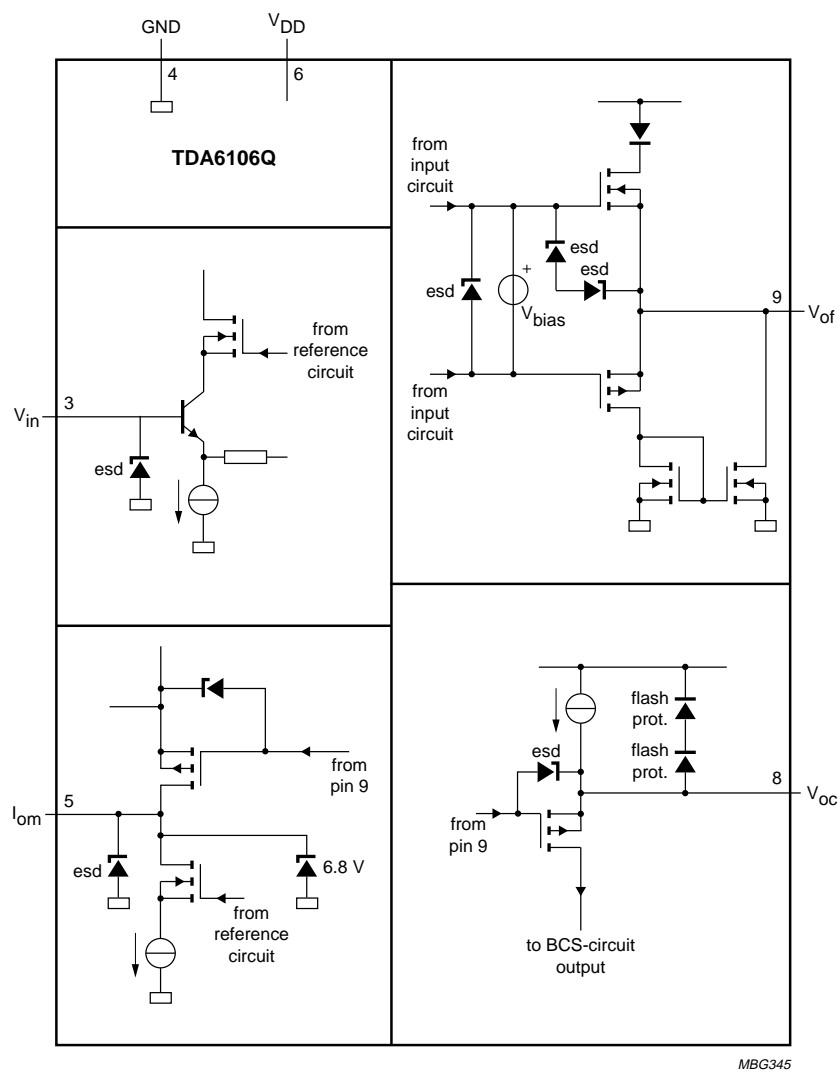 GND
VDD
4
6
TDA6106Q
from
input
circuit
esd
esd
esd
+
Vbias
9
Vof
from
input
circuit
from
reference
circuit
3
Vin
esd
from
pin 9
5
Iom
esd
6.8 V
from
reference
circuit
flash
prot.
esd
flash
prot.
8
Voc
from
pin 9
to BCS-circuit
output
MBG345